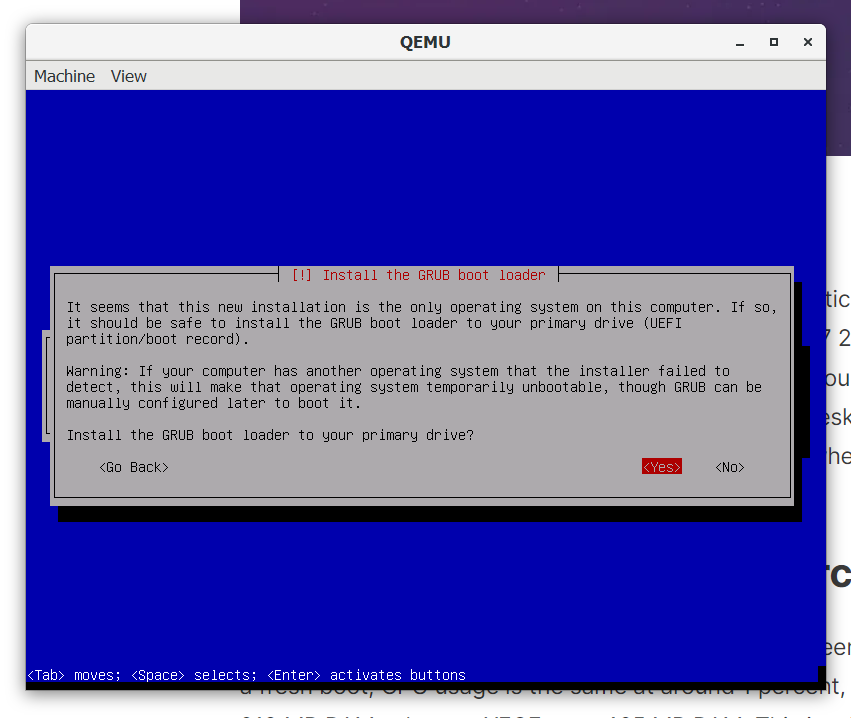 QEMU
Machine View
[!] Install the GRUB boot loader
It seems that this new installation is the only operating system on this computer. If so,
it should be safe to install the GRUB boot loader to your primary drive (UEFI
partition/boot record).
Warning: If your computer has another operating system that the installer failed to
detect, this will make that operating system temporarily unbootable, though GRUB can be
manually configured later to boot it.
Install the GRUB boot loader to your primary drive?
<Go Back> <Yes> <No>
<Tab> moves; <Space> selects; <Enter> activates buttons